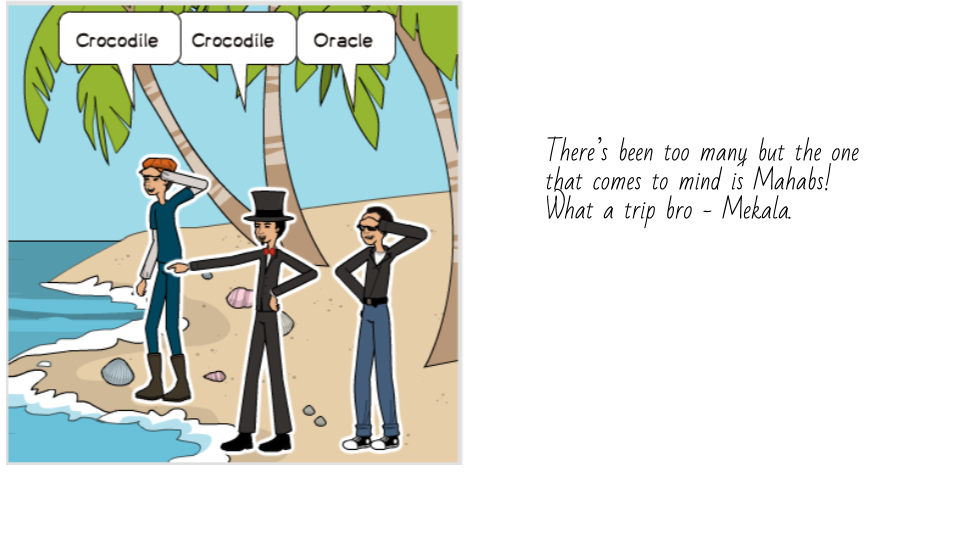 Crocodile
Crocodile
Oracle
There's been too many but the one
that comes to mind is Mahabs!
What a trip bro - Mekala.